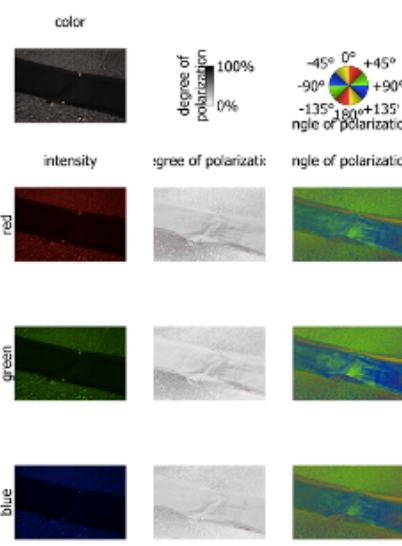 color
degree of
polarization
100%
0%
-45° 0° +45°
-90° +90°
-135° 180° +135°
ngle of polarizatio
intensity
egree of polarizatio
ngle of polarizatio
red
green
blue